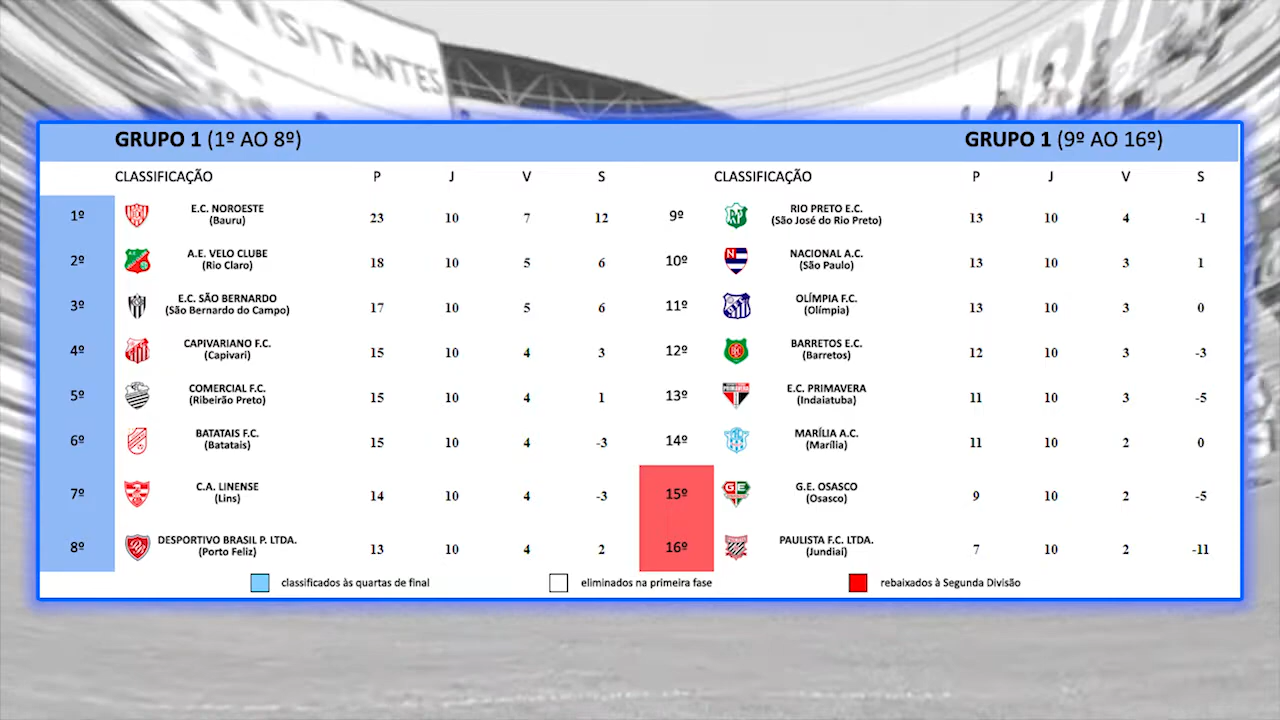 VISITANTES
GRUPO 1 (1º AO 8º)
GRUPO 1 (9º AO 16º)
CLASSIFICAÇÃO P J V S
CLASSIFICAÇÃO P J V S
1º E.C. NOROESTE 23 10 7 12
(Bauru)
2º A.E. VELO CLUBE 18 10 5 6
(Rio Claro)
3º E.C. SÃO BERNARDO 17 10 5 6
(São Bernardo do Campo)
4º CAPIVARIANO F.C. 15 10 4 3
(Capivari)
5º COMERCIAL F.C. 15 10 4 1
(Ribeirão Preto)
6º BATATAIS F.C. 15 10 4 -3
(Batatais)
7º C.A. LINENSE 14 10 4 -3
(Lins)
8º DESPORTIVO BRASIL P. LTDA. 13 10 4 2
(Porto Feliz)
9º RIO PRETO E.C. 13 10 4 -1
(São José do Rio Preto)
10º NACIONAL A.C. 13 10 3 1
(São Paulo)
11º OLÍMPIA F.C. 13 10 3 0
(Olímpia)
12º BARRETOS E.C. 12 10 3 -3
(Barretos)
13º E.C. PRIMAVERA 11 10 3 -5
(Indaiatuba)
14º MARÍLIA A.C. 11 10 2 0
(Marília)
15º G.E. OSASCO 9 10 2 -5
(Osasco)
16º PAULISTA F.C. LTDA. 7 10 2 -11
(Jundiaí)
classificados às quartas de final
eliminados na primeira fase
rebaixados à Segunda Divisão